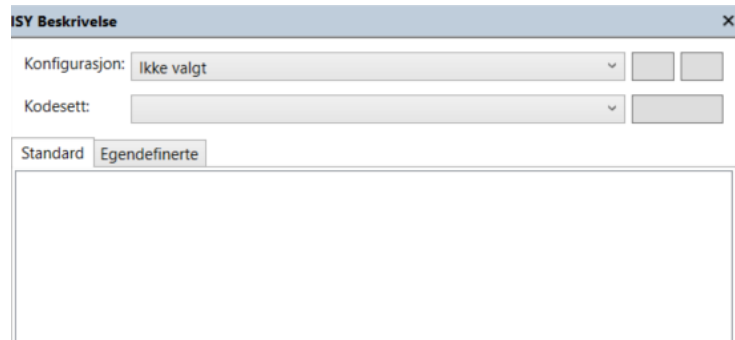 ISY Beskrivelse
Konfigurasjon: Ikke valgt
Kodesett:
Standard Egendefinerte